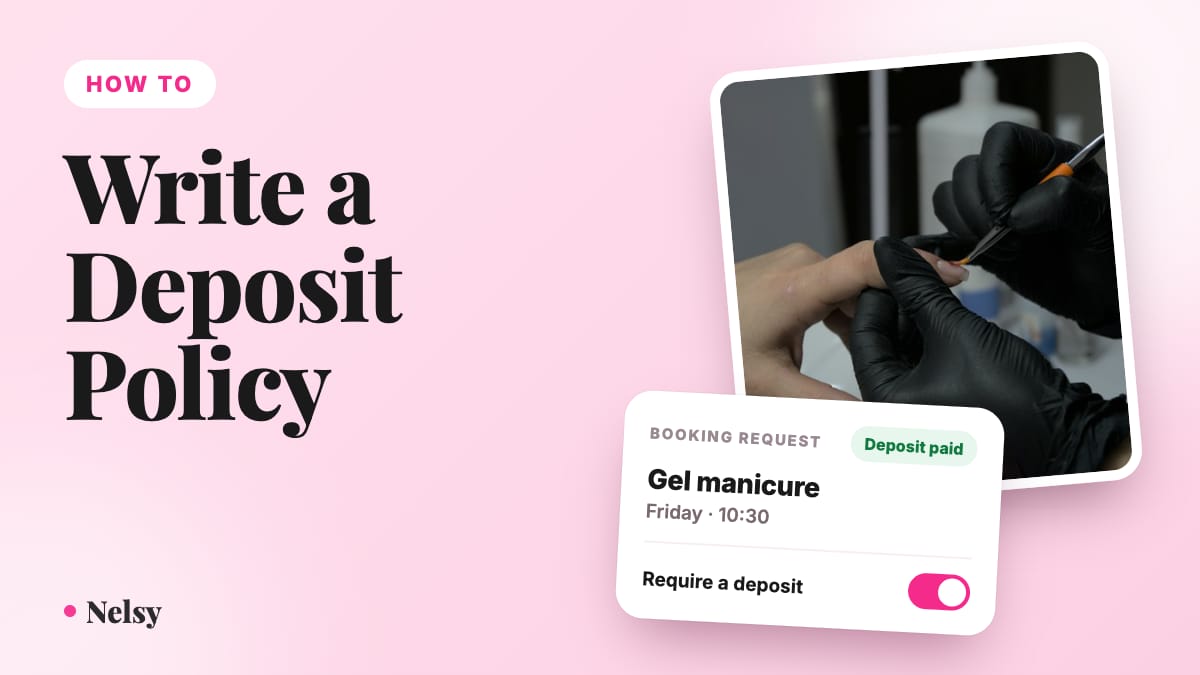 HOW TO
Write a
Deposit
Policy
Nelsy
BOOKING REQUEST
Deposit paid
Gel manicure
Friday · 10:30
Require a deposit